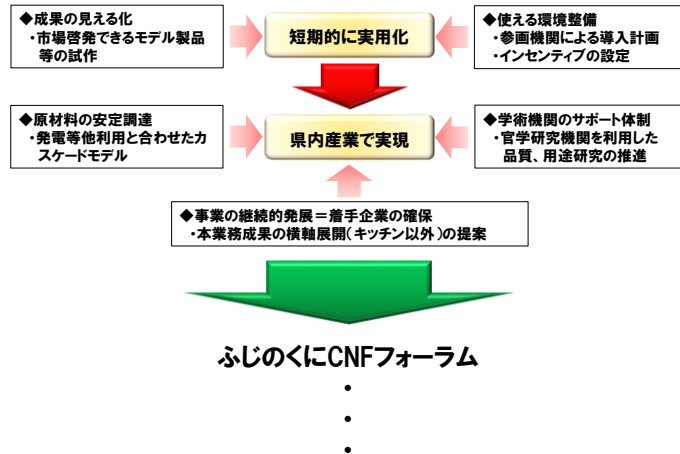 ◆成果の見える化
・市場啓発できるモデル製品
等の試作
短期的に実用化
◆使える環境整備
・参画機関による導入計画
・インセンティブの設定
◆原材料の安定調達
・発電等他利用と合わせたカ
スケードモデル
県内産業で実現
◆学術機関のサポート体制
・官学研究機関を利用した
品質、用途研究の推進
◆事業の継続的発展＝着手企業の確保
・本業務成果の横軸展開（キッチン以外）の提案
ふじのくにCNFフォーラム
・
・
・